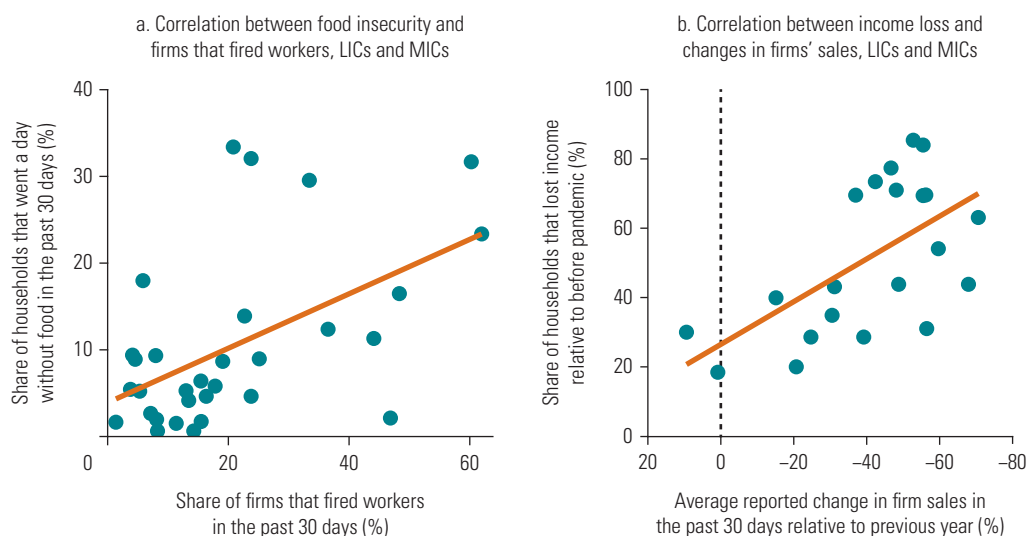 a. Correlation between food insecurity and
firms that fired workers, LICs and MICs
Share of households that went a day
without food in the past 30 days (%)
40
30
20
10
0
0 20 40 60
Share of firms that fired workers
in the past 30 days (%)
b. Correlation between income loss and
changes in firms’ sales, LICs and MICs
Share of households that lost income
relative to before pandemic (%)
100
80
60
40
20
0
20 0 –20 –40 –60 –80
Average reported change in firm sales in
the past 30 days relative to previous year (%)